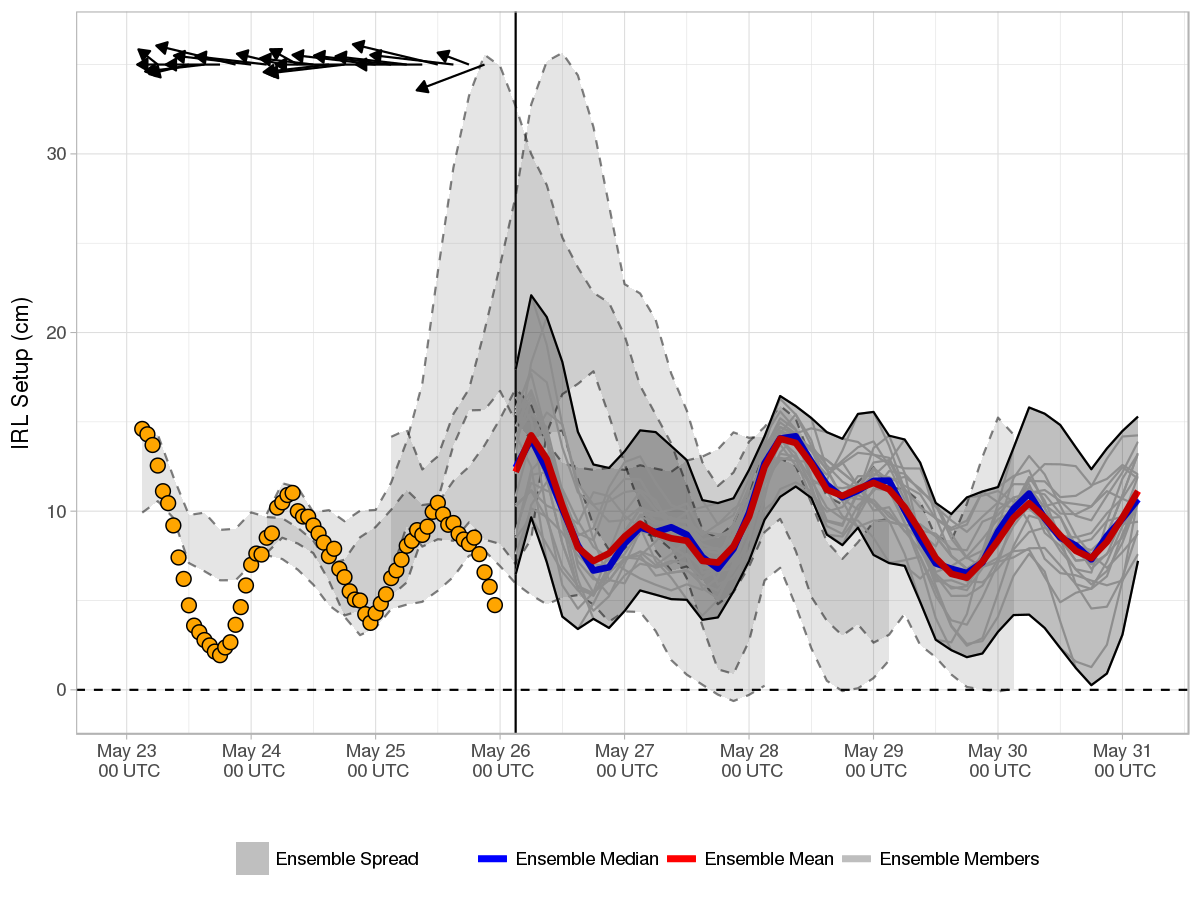 IRL Setup (cm)
30
20
10
0
May 23 May 24 May 25 May 26 May 27 May 28 May 29 May 30 May 31
00 UTC 00 UTC 00 UTC 00 UTC 00 UTC 00 UTC 00 UTC 00 UTC 00 UTC
Ensemble Spread Ensemble Median Ensemble Mean Ensemble Members